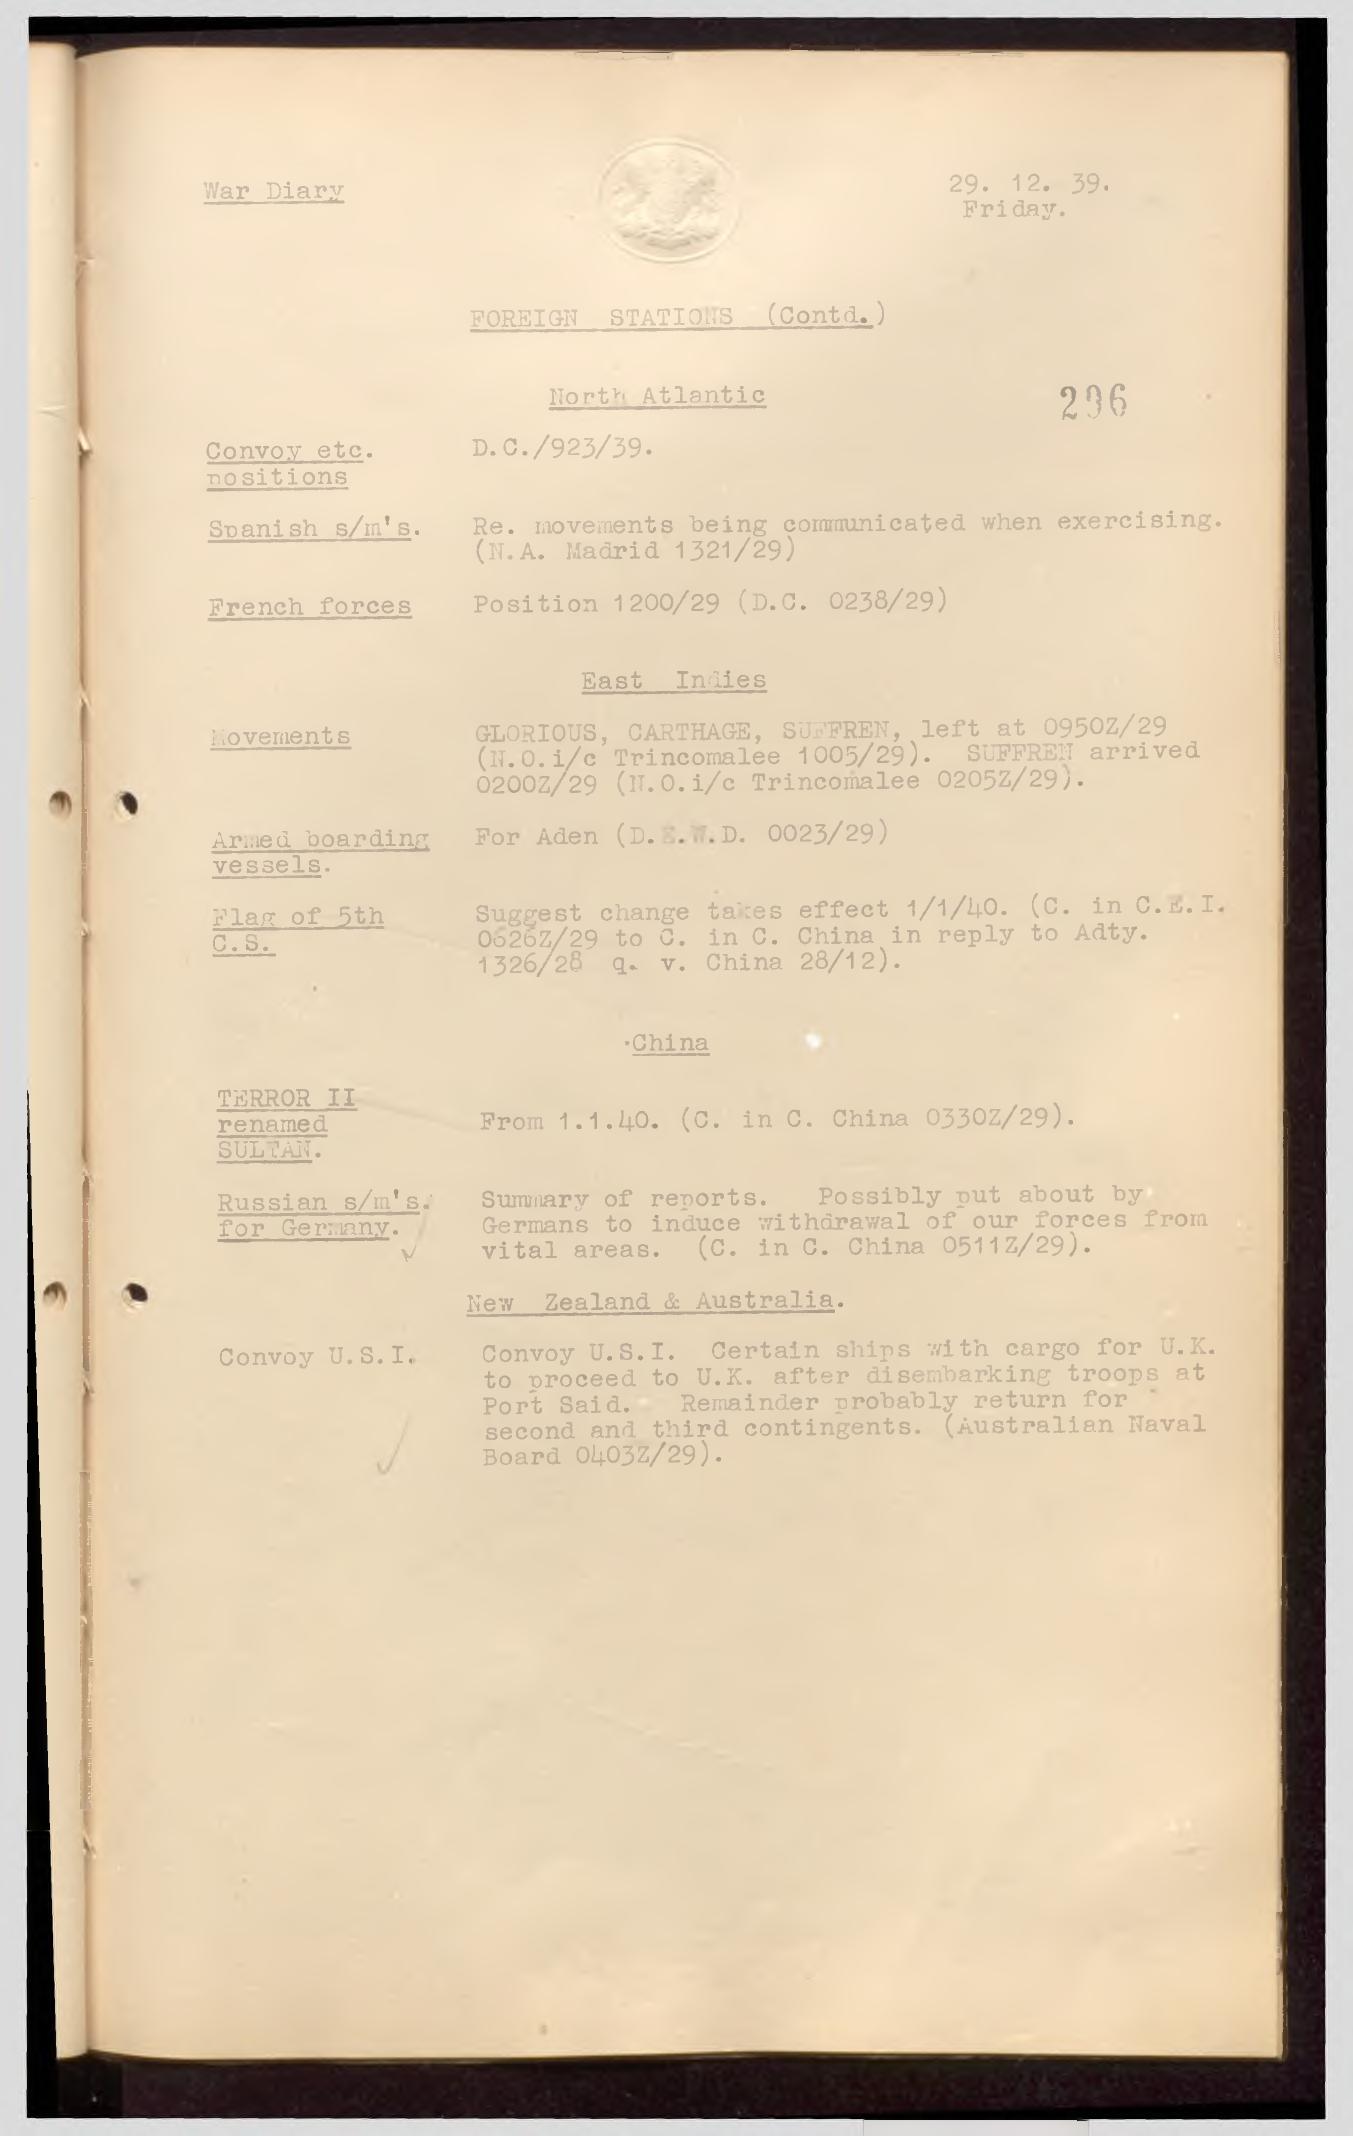 War Diary
29. 12. 39.
Friday.
FOREIGN STATIONS (Contd.)
North Atlantic
296
Convoy etc. D.C./923/39.
positions
Spanish s/m's. Re. movements being communicated when exercising.
(N.A. Madrid 1321/29)
French forces Position 1200/29 (D.C. 0238/29)
East Indies
Movements GLORIOUS, CARTHAGE, SUFFREN, left at 0950Z/29
(N.O.i/c Trincomalee 1005/29). SUFFREN arrived
0200Z/29 (N.O.i/c Trincomalee 0205Z/29).
Armed boarding For Aden (D.E.W.D. 0023/29)
vessels.
Flag of 5th Suggest change takes effect 1/1/40. (C. in C.E.I.
C.S. 0626Z/29 to C. in C. China in reply to Adty.
1326/28 q. v. China 28/12).
China
TERROR II
renamed From 1.1.40. (C. in C. China 0330Z/29).
SULTAN.
Russian s/m's. Summary of reports. Possibly put about by
for Germany. Germans to induce withdrawal of our forces from
vital areas. (C. in C. China 0511Z/29).
New Zealand & Australia.
Convoy U.S.I. Convoy U.S.I. Certain ships with cargo for U.K.
to proceed to U.K. after disembarking troops at
Port Said. Remainder probably return for
second and third contingents. (Australian Naval
Board 0403Z/29).